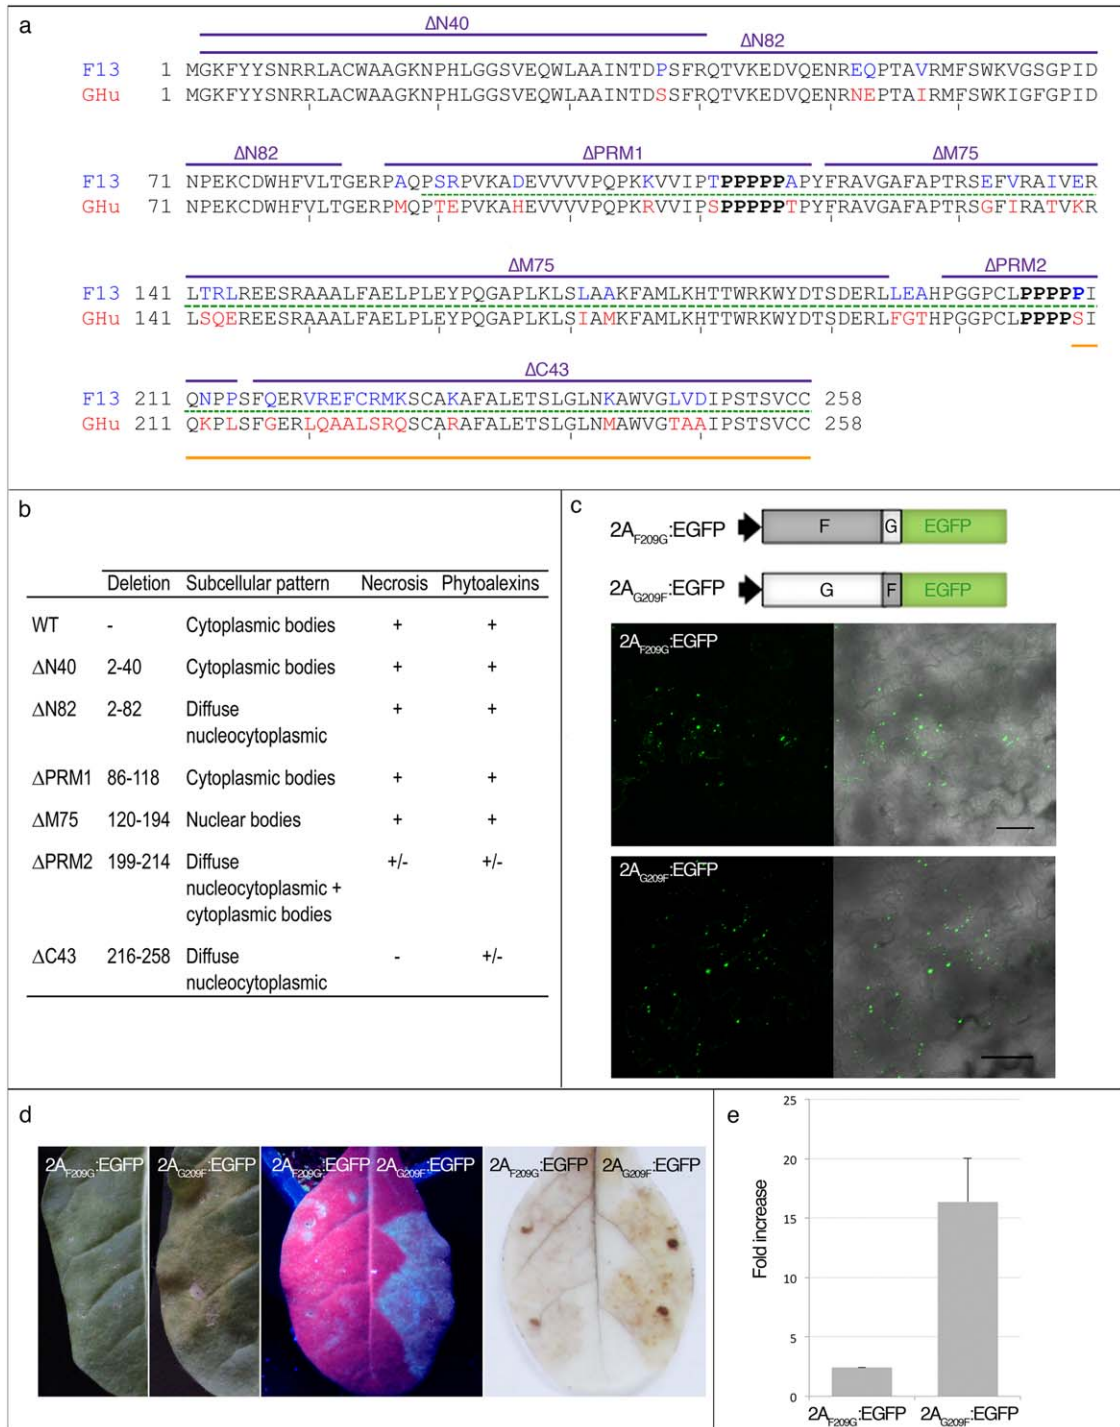 a
ΔN40
ΔN82
F13 1 MGKFYYSNRRLACWAAGKNPHLGGSVEQWLAAINTDPSFRQTVKEDVQENREQPTAVRMFSWKVGSGPID
GHu 1 MGKFYYSNRRLACWAAGKNPHLGGSVEQWLAAINTDSSFRQTVKEDVQENRNEPTAIRMFSWKIGFGPID
ΔN82 ΔPRM1 ΔM75
F13 71 NPEKCDWHFVLTGERPAQPSRPVKADEVVVVPQPKKVVIPTPPPPPAPYFRAVGAFAPTRSEFVRAIVER
GHu 71 NPEKCDWHFVLTGERPMQPTEPVKAHEVVVVPQPKRVVIPSPPPPPTPYFRAVGAFAPTRSGFIRATVKR
ΔM75 ΔPRM2
F13 141 LTRLREESRAAALFAELPLEYPQGAPLKLSLAAKFAMLKHTTWRKWYDTSDERLLEAHPGGPCLPPPPPI
GHu 141 LSQEREESRAAALFAELPLEYPQGAPLKLSIAMKFAMLKHTTWRKWYDTSDERLFGTHPGGPCLPPPPSI
ΔC43
F13 211 QNPPSFQERVREFCRMKSCAKAFALETSLGLNKAWVGLVDIPSTSVCC 258
GHu 211 QKPLSFGERLQAALSRQSCARAFALETSLGLNMAWVGTAAIPSTSVCC 258
b
Deletion Subcellular pattern Necrosis Phytoalexins
WT - Cytoplasmic bodies + +
ΔN40 2-40 Cytoplasmic bodies + +
ΔN82 2-82 Diffuse + +
nucleocytoplasmic
ΔPRM1 86-118 Cytoplasmic bodies + +
ΔM75 120-194 Nuclear bodies + +
ΔPRM2 199-214 Diffuse +/- +/-
nucleocytoplasmic +
cytoplasmic bodies
ΔC43 216-258 Diffuse - +/-
nucleocytoplasmic
c
2AF209G:EGFP F G EGFP
2AG209F:EGFP G F EGFP
2AF209G:EGFP
2AG209F:EGFP
d
2AF209G:EGFP 2AG209F:EGFP 2AF209G:EGFP 2AG209F:EGFP 2AF209G:EGFP 2AG209F:EGFP
e
Fold increase
25
20
15
10
5
0
2AF209G:EGFP 2AG209F:EGFP